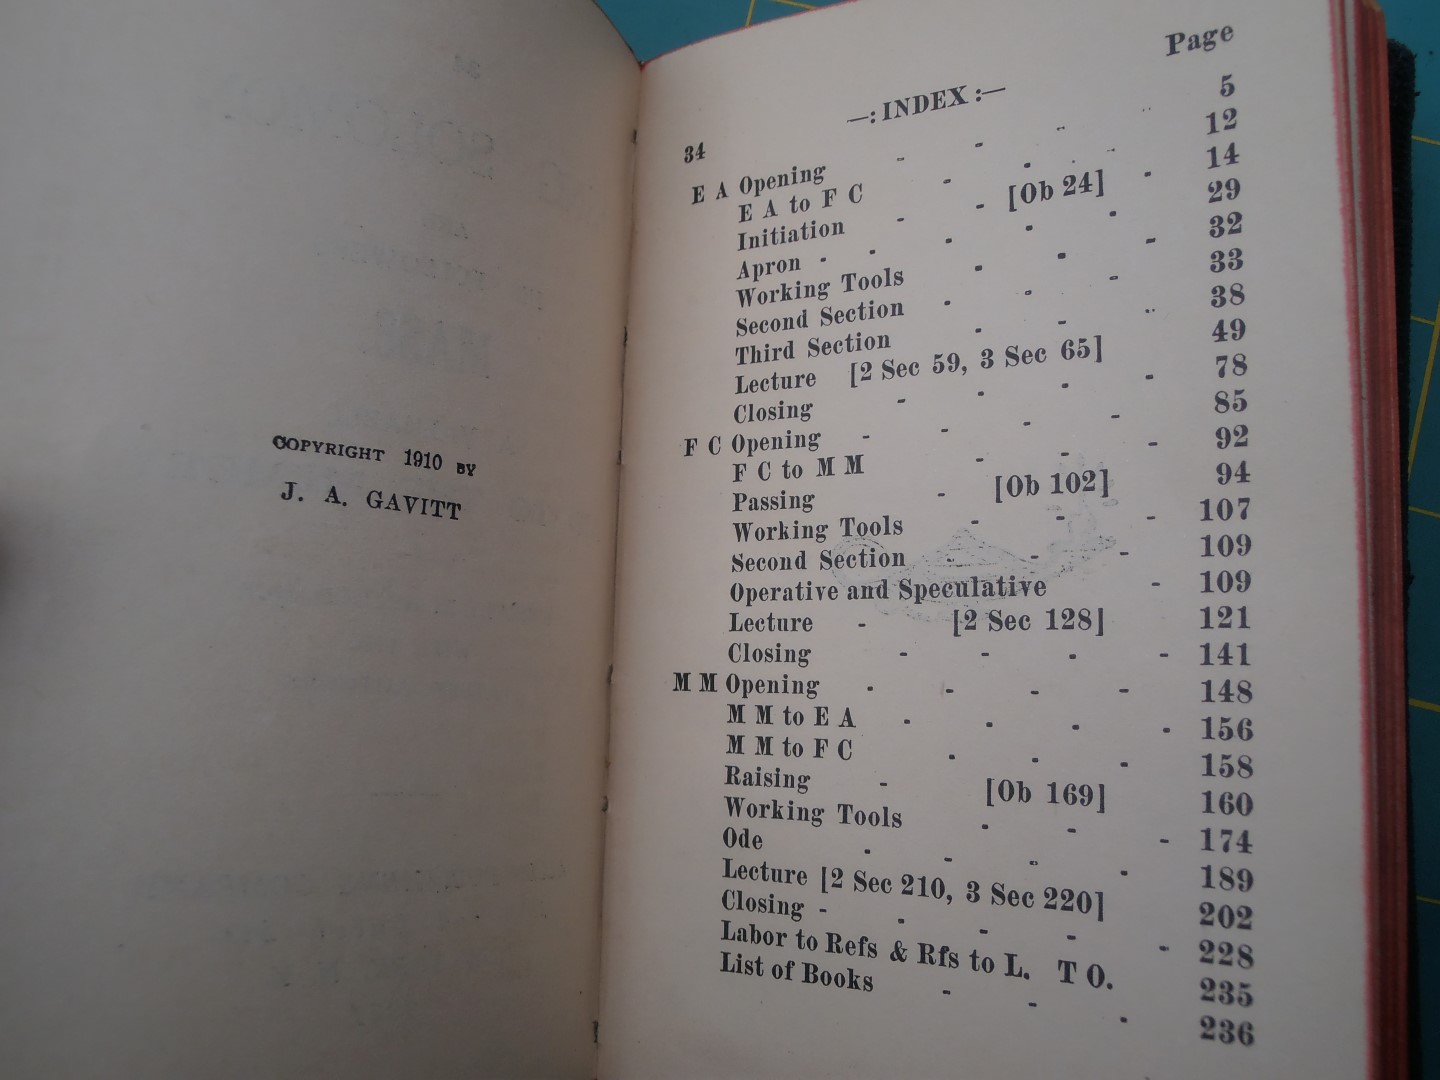 COPYRIGHT 1910 BY
J. A. GAVITT
Page
—: INDEX :—
34
E A Opening - - - 5
E A to F C - - - 12
Initiation - - [Ob 24] - 14
Apron - - - - - 29
Working Tools - - - 32
Second Section - - - 33
Third Section - - - 38
Lecture [2 Sec 59, 3 Sec 65] 49
Closing - - - - 78
F C Opening - - - - 85
F C to M M - - - 92
Passing - [Ob 102] 94
Working Tools - - - 107
Second Section - - - 109
Operative and Speculative - 109
Lecture - [2 Sec 128] 121
Closing - - - - 141
M M Opening - - - - 148
M M to E A - - - - 156
M M to F C - - - 158
Raising - [Ob 169] 160
Working Tools - - - 174
Ode - - - - 189
Lecture [2 Sec 210, 3 Sec 220] 202
Closing - - - - - 228
Labor to Refs & Rfs to L. T O. 235
List of Books - - - 236